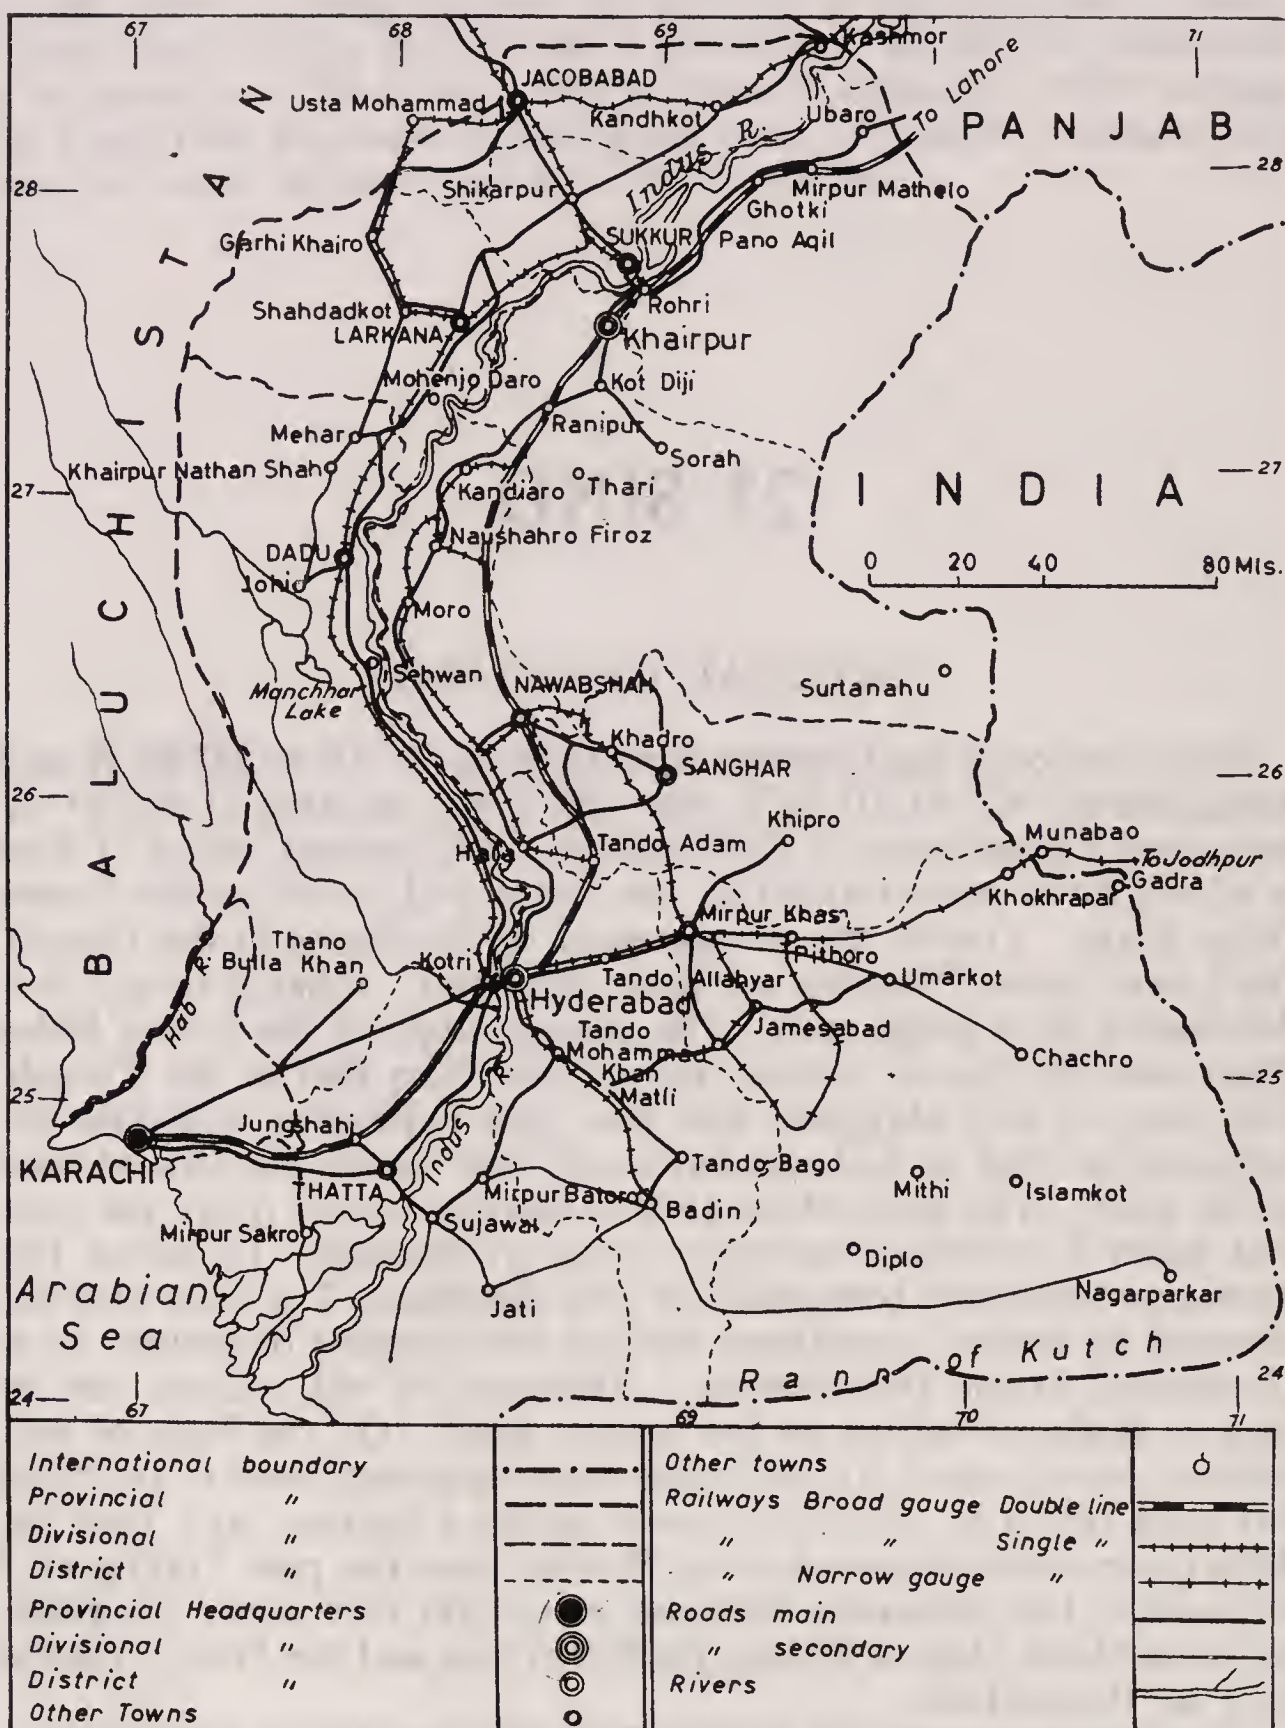 67
68
69
71
Kashmor
JACOBABAD
To Lahore
Usta Mohammad
Kandhkot
Ubaro
PANJAB
Indus R.
28
28
Shikarpur
Mirpur Mathelo
Ghotki
SUKKUR
Pano Aqil
Garhi Khairo
Rohri
Shahdadkot
LARKANA
Khairpur
BALUCHISTAN
Mohenjo Daro
Kot Diji
Ranipur
Mehar
Sorah
Khairpur Nathan Shah
27
27
Kandiaro
Thari
INDIA
Naushahro Firoz
DADU
Johi
0 20 40 80 Mls.
Moro
Sehwan
Surtanahu
Manchhar
Lake
NAWABSHAH
Khadro
SANGHAR
26
26
Khipro
Munabao
Hala
Tando Adam
To Jodhpur
Gadra
Khokhrapar
Mirpur Khas
Thano
Bulla Khan
Kotri
Pithoro
Hab R.
Tando Allahyar
Umarkot
Hyderabad
Tando
Mohammad
Khan
Jamesabad
Chachro
25
25
Matli
Jungshahi
Indus R.
KARACHI
Tando Bago
THATTA
Mirpur Batoro
Mithi
Islamkot
Badin
Mirpur Sakro
Sujawal
Diplo
Arabian
Sea
Jati
Nagarparkar
Rann of Kutch
24
24
67
69
70
71
International boundary
Provincial "
Divisional "
District "
Provincial Headquarters
Divisional "
District "
Other Towns
Other towns
Railways Broad gauge Double line
" " Single "
" Narrow gauge "
Roads main
" secondary
Rivers